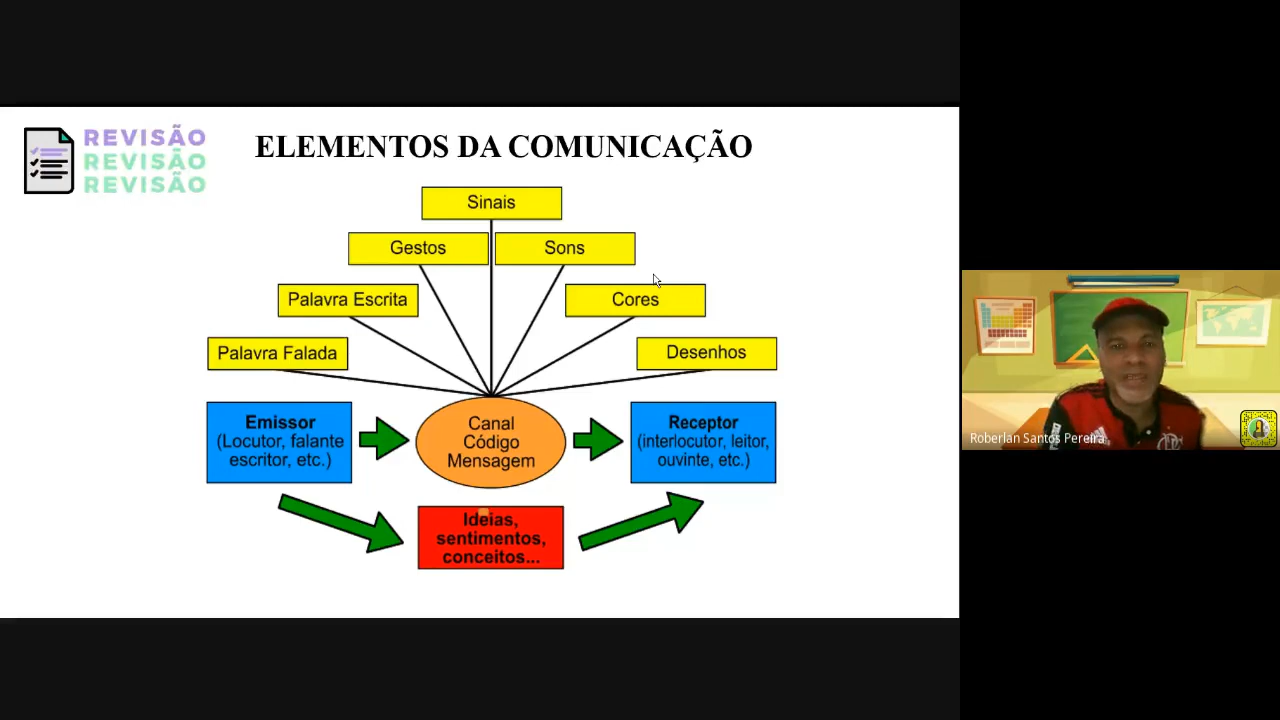 REVISÃO
REVISÃO
REVISÃO
ELEMENTOS DA COMUNICAÇÃO
Sinais
Gestos
Sons
Palavra Escrita
Cores
Palavra Falada
Desenhos
Emissor
(Locutor, falante
escritor, etc.)
Canal
Código
Mensagem
Receptor
(interlocutor, leitor,
ouvinte, etc.)
Ideias,
sentimentos,
conceitos...
Roberlan Santos Pereira